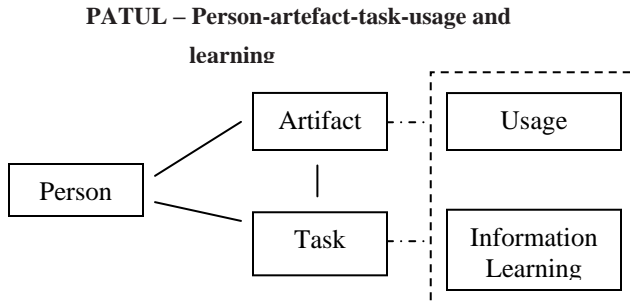 PATUL – Person-artefact-task-usage and
learning
Artifact
Usage
Person
Task
Information
Learning